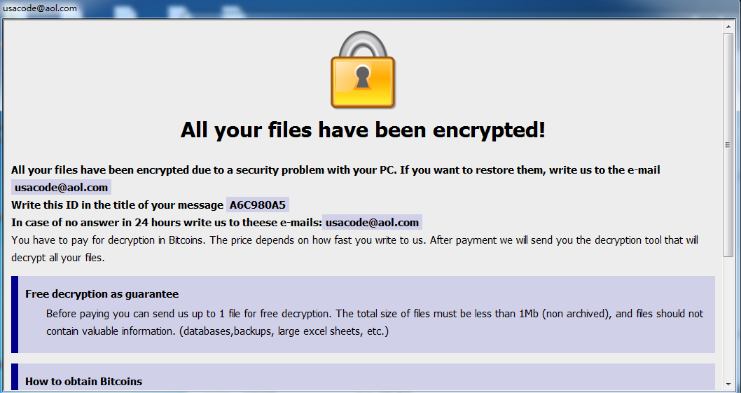 usacode@aol.com
All your files have been encrypted!
All your files have been encrypted due to a security problem with your PC. If you want to restore them, write us to the e-mail
usacode@aol.com
Write this ID in the title of your message A6C980A5
In case of no answer in 24 hours write us to theese e-mails: usacode@aol.com
You have to pay for decryption in Bitcoins. The price depends on how fast you write to us. After payment we will send you the decryption tool that will
decrypt all your files.
Free decryption as guarantee
Before paying you can send us up to 1 file for free decryption. The total size of files must be less than 1Mb (non archived), and files should not
contain valuable information. (databases,backups, large excel sheets, etc.)
How to obtain Bitcoins